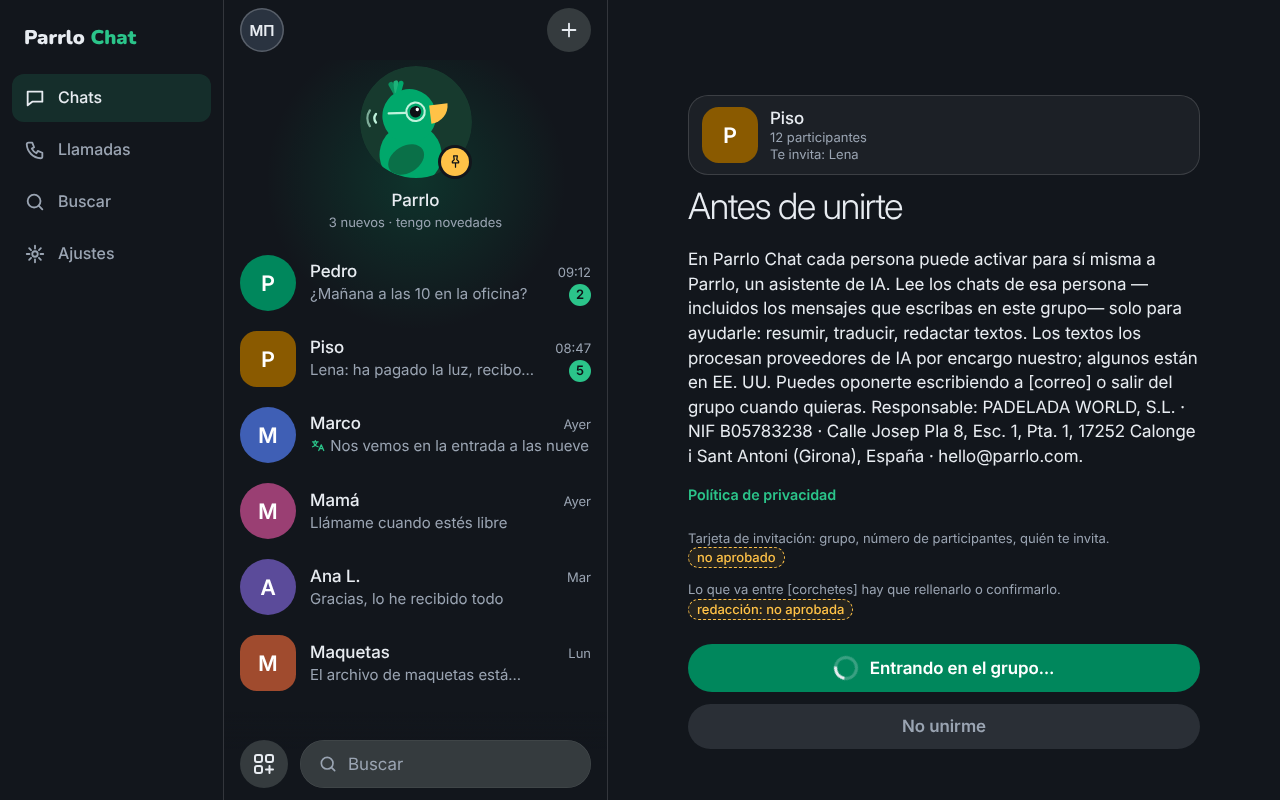 Parrlo Chat
Chats
Llamadas
Buscar
Ajustes
МП
Parrlo
3 nuevos · tengo novedades
P
Pedro
09:12
¿Mañana a las 10 en la oficina?
2
P
Piso
08:47
Lena: ha pagado la luz, recibo…
5
M
Marco
Ayer
Nos vemos en la entrada a las nueve
M
Mamá
Ayer
Llámame cuando estés libre
A
Ana L.
Mar
Gracias, lo he recibido todo
M
Maquetas
Lun
El archivo de maquetas está…
Buscar
P
Piso
12 participantes
Te invita: Lena
Antes de unirte
En Parrlo Chat cada persona puede activar para sí misma a
Parrlo, un asistente de IA. Lee los chats de esa persona —
incluidos los mensajes que escribas en este grupo— solo para
ayudarle: resumir, traducir, redactar textos. Los textos los
procesan proveedores de IA por encargo nuestro; algunos están
en EE. UU. Puedes oponerte escribiendo a [correo] o salir del
grupo cuando quieras. Responsable: PADELADA WORLD, S.L. ·
NIF B05783238 · Calle Josep Pla 8, Esc. 1, Pta. 1, 17252 Calonge
i Sant Antoni (Girona), España · hello@parrlo.com.
Política de privacidad
Tarjeta de invitación: grupo, número de participantes, quién te invita.
no aprobado
Lo que va entre [corchetes] hay que rellenarlo o confirmarlo.
redacción: no aprobada
Entrando en el grupo…
No unirme